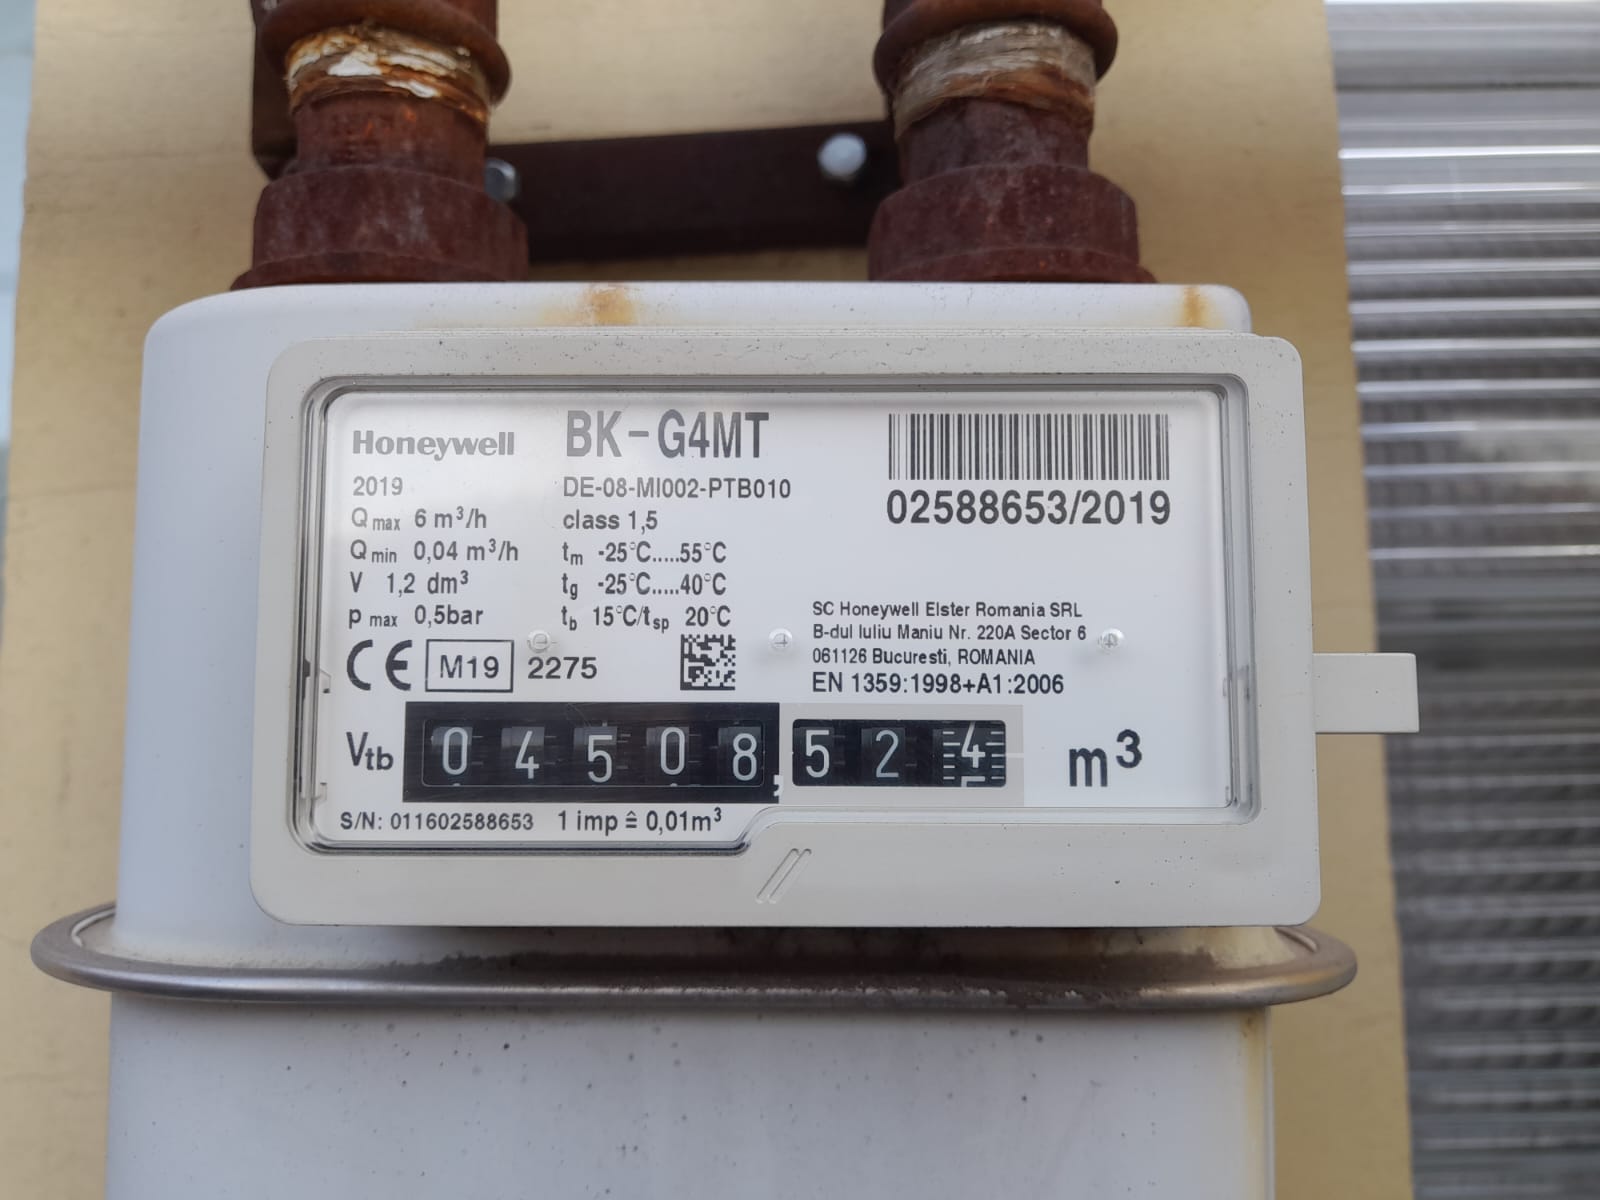 Honeywell BK-G4MT
2019 DE-08-MI002-PTB010
02588653/2019
Qmax 6 m³/h class 1,5
Qmin 0,04 m³/h tm -25°C.....55°C
V 1,2 dm³ tg -25°C.....40°C
pmax 0,5bar tb 15°C/tsp 20°C
SC Honeywell Elster Romania SRL
B-dul Iuliu Maniu Nr. 220A Sector 6
061126 Bucuresti, ROMANIA
CE M19 2275
EN 1359:1998+A1:2006
Vtb 04508,524 m³
S/N: 011602588653 1 imp ≙ 0,01m³